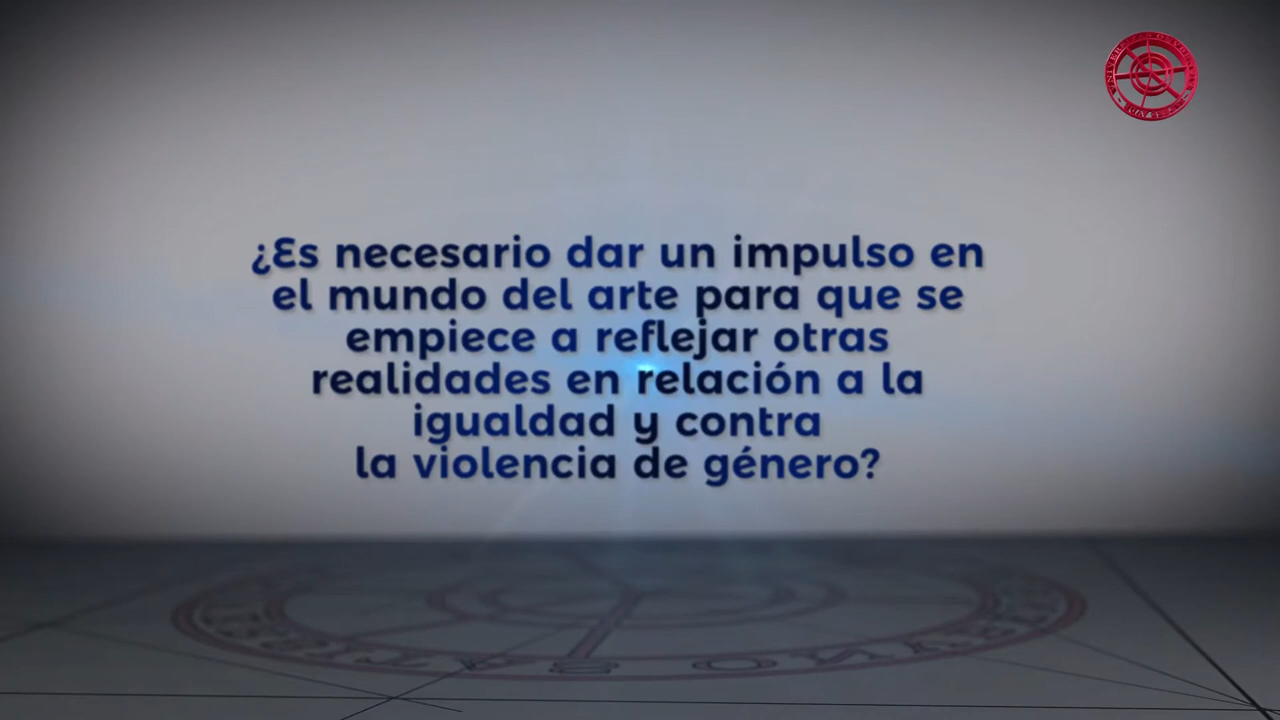 ¿Es necesario dar un impulso en
el mundo del arte para que se
empiece a reflejar otras
realidades en relación a la
igualdad y contra
la violencia de género?